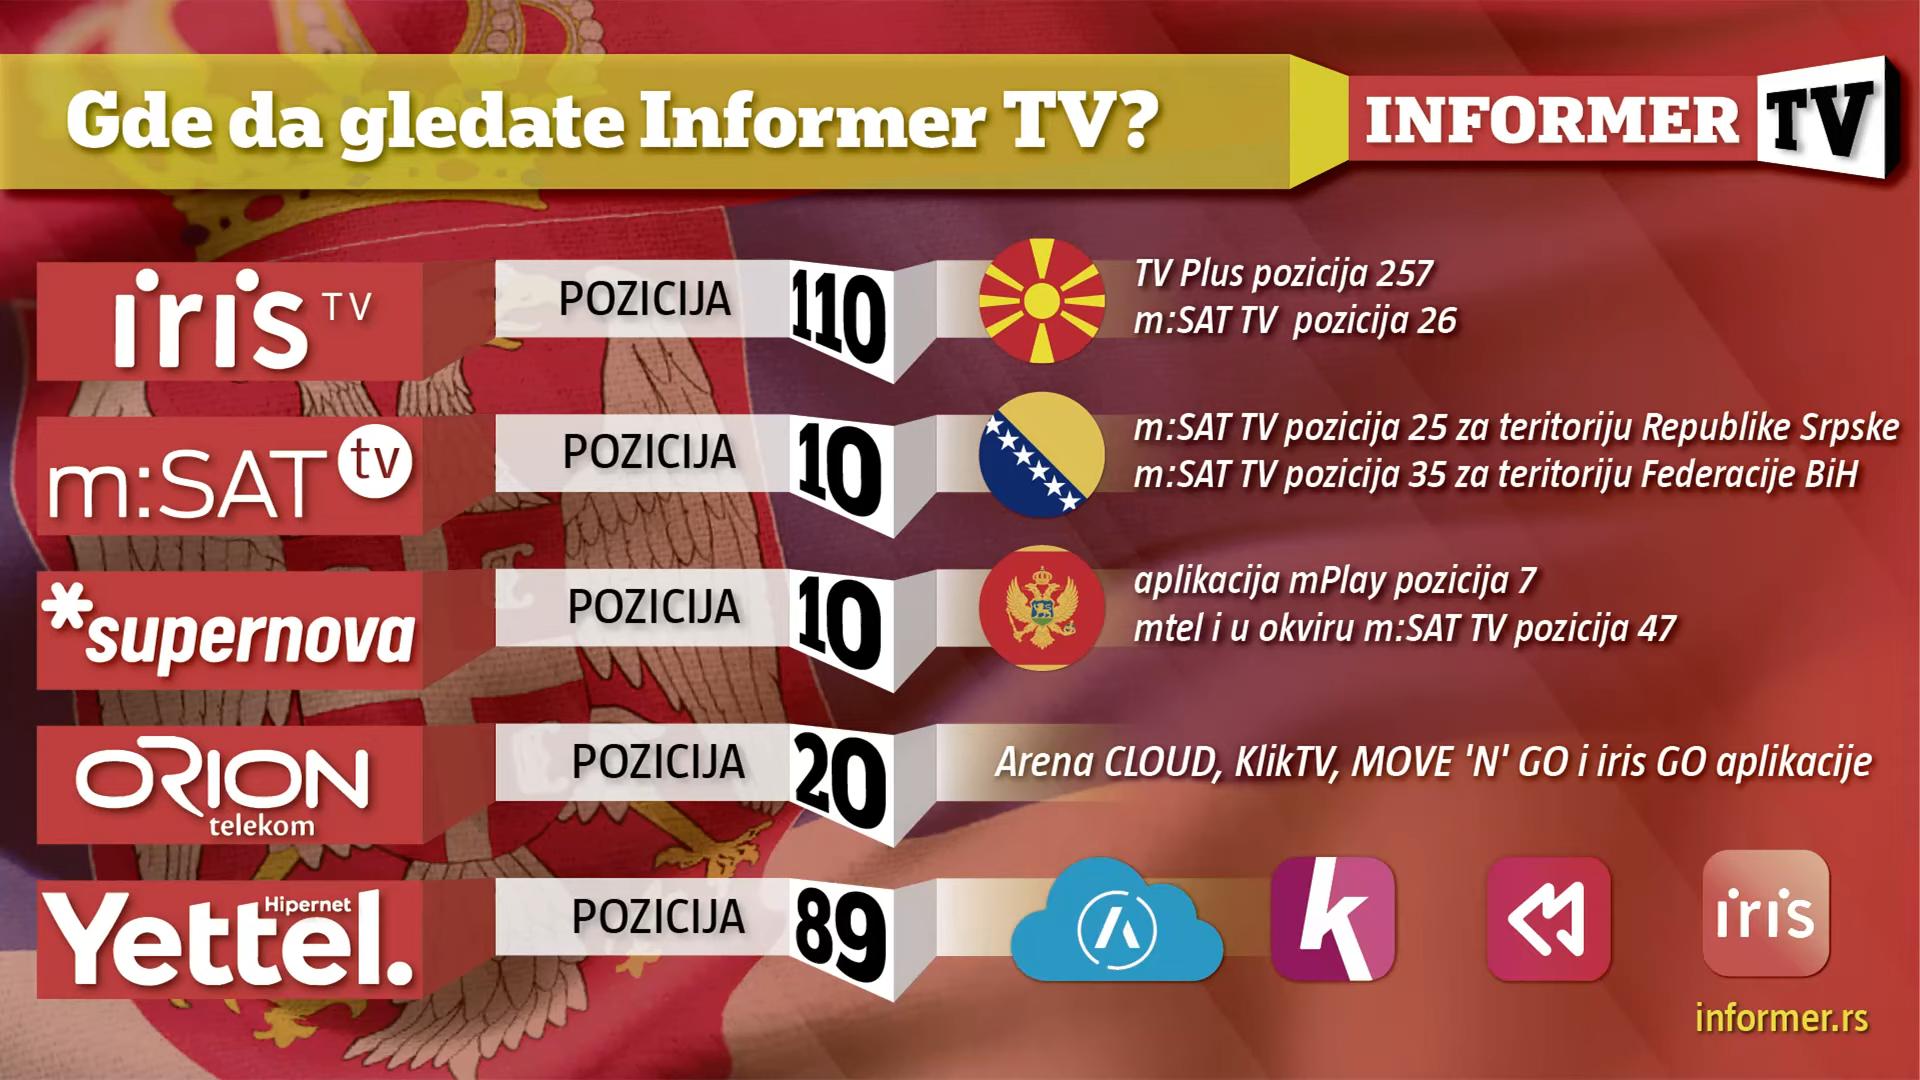 Gde da gledate Informer TV?
INFORMER TV
iris TV
POZICIJA 110
m:SAT tv
POZICIJA 10
*supernova
POZICIJA 10
ORION
telekom
POZICIJA 20
Hipernet
Yettel.
POZICIJA 89
TV Plus pozicija 257
m:SAT TV pozicija 26
m:SAT TV pozicija 25 za teritoriju Republike Srpske
m:SAT TV pozicija 35 za teritoriju Federacije BiH
aplikacija mPlay pozicija 7
mtel i u okviru m:SAT TV pozicija 47
Arena CLOUD, KlikTV, MOVE 'N' GO i iris GO aplikacije
k
iris
informer.rs